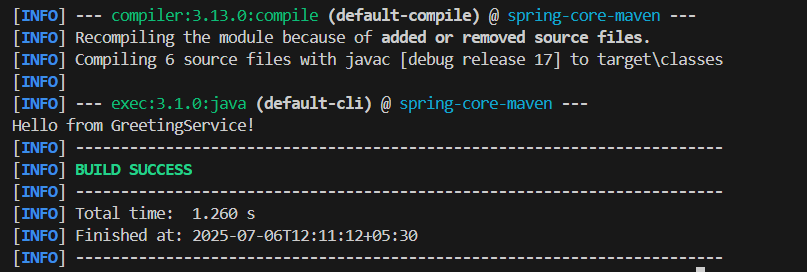 [INFO] --- compiler:3.13.0:compile (default-compile) @ spring-core-maven ---
[INFO] Recompiling the module because of added or removed source files.
[INFO] Compiling 6 source files with javac [debug release 17] to target\classes
[INFO]
[INFO] --- exec:3.1.0:java (default-cli) @ spring-core-maven ---
Hello from GreetingService!
[INFO] ------------------------------------------------------------------------
[INFO] BUILD SUCCESS
[INFO] ------------------------------------------------------------------------
[INFO] Total time:  1.260 s
[INFO] Finished at: 2025-07-06T12:11:12+05:30
[INFO] ------------------------------------------------------------------------